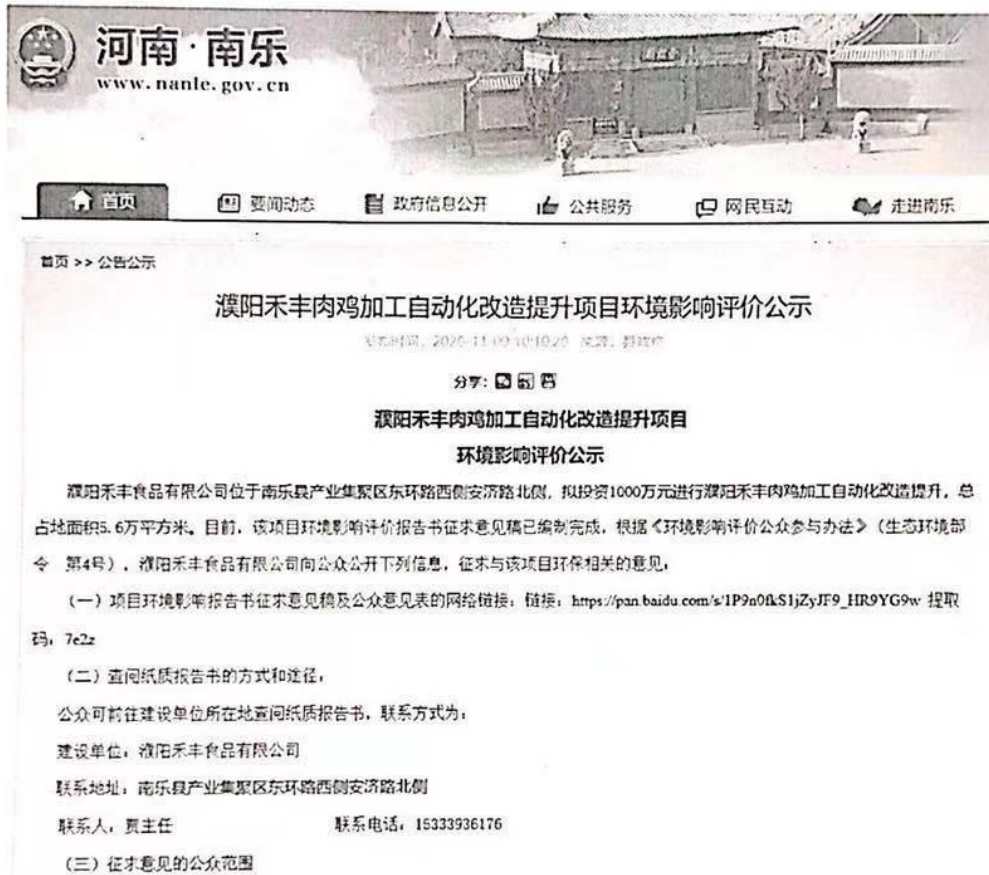 河南·南乐
www.nanle.gov.cn
首页 要闻动态 政府信息公开 公共服务 网民互动 走进南乐
首页 >> 公告公示
濮阳禾丰肉鸡加工自动化改造提升项目环境影响评价公示
发布时间：2020-11-09 10:10:20
分享：
濮阳禾丰肉鸡加工自动化改造提升项目
环境影响评价公示
濮阳禾丰食品有限公司位于南乐县产业集聚区东环路西侧安济路北侧，拟投资1000万元进行濮阳禾丰肉鸡加工自动化改造提升，总
占地面积5.6万平方米。目前，该项目环境影响评价报告书征求意见稿已编制完成，根据《环境影响评价公众参与办法》（生态环境部
令 第4号），濮阳禾丰食品有限公司向公众公开下列信息，征求与该项目环保相关的意见：
（一）项目环境影响报告书征求意见稿及公众意见表的网络链接：链接：https://pan.baidu.com/s/1P9n0fkS1jZyJF9_HR9YG9w 提取
码：7e2z
（二）查阅纸质报告书的方式和途径：
公众可前往建设单位所在地查阅纸质报告书，联系方式为：
建设单位：濮阳禾丰食品有限公司
联系地址：南乐县产业集聚区东环路西侧安济路北侧
联系人：贾主任 联系电话：15333936176
（三）征求意见的公众范围